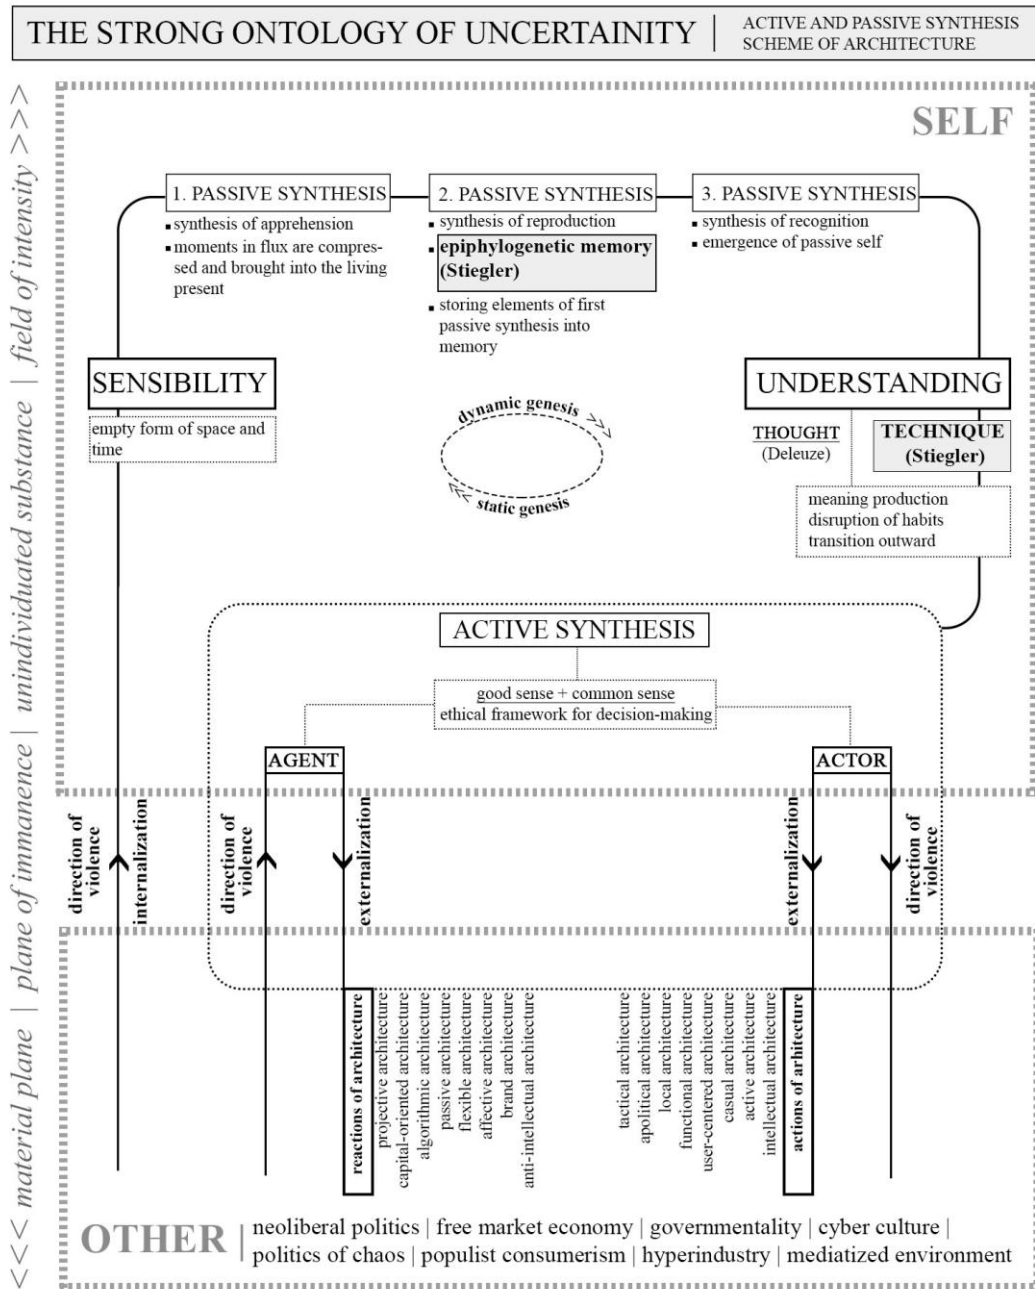 THE STRONG ONTOLOGY OF UNCERTAINITY
ACTIVE AND PASSIVE SYNTHESIS
SCHEME OF ARCHITECTURE
<<< material plane | plane of immanence | unindividuated substance | field of intensity >>>
SELF
1. PASSIVE SYNTHESIS
▪ synthesis of apprehension
▪ moments in flux are compres-
sed and brought into the living
present
2. PASSIVE SYNTHESIS
▪ synthesis of reproduction
▪ epiphylogenetic memory
(Stiegler)
▪ storing elements of first
passive synthesis into
memory
3. PASSIVE SYNTHESIS
▪ synthesis of recognition
▪ emergence of passive self
SENSIBILITY
empty form of space and
time
dynamic genesis >>>
<<< static genesis
UNDERSTANDING
THOUGHT
(Deleuze)
TECHNIQUE
(Stiegler)
meaning production
disruption of habits
transition outward
ACTIVE SYNTHESIS
good sense + common sense
ethical framework for decision-making
AGENT
ACTOR
direction of
violence
internalization
direction of
violence
externalization
externalization
direction of
violence
reactions of architecture
projective architecture
capital-oriented architecture
algorithmic architecture
passive architecture
flexible architecture
affective architecture
brand architecture
anti-intellectual architecture
tactical architecture
apolitical architecture
local architecture
functional architecture
user-centered architecture
casual architecture
active architecture
intellectual architecture
actions of arhitecture
OTHER
neoliberal politics | free market economy | governmentality | cyber culture |
politics of chaos | populist consumerism | hyperindustry | mediatized environment